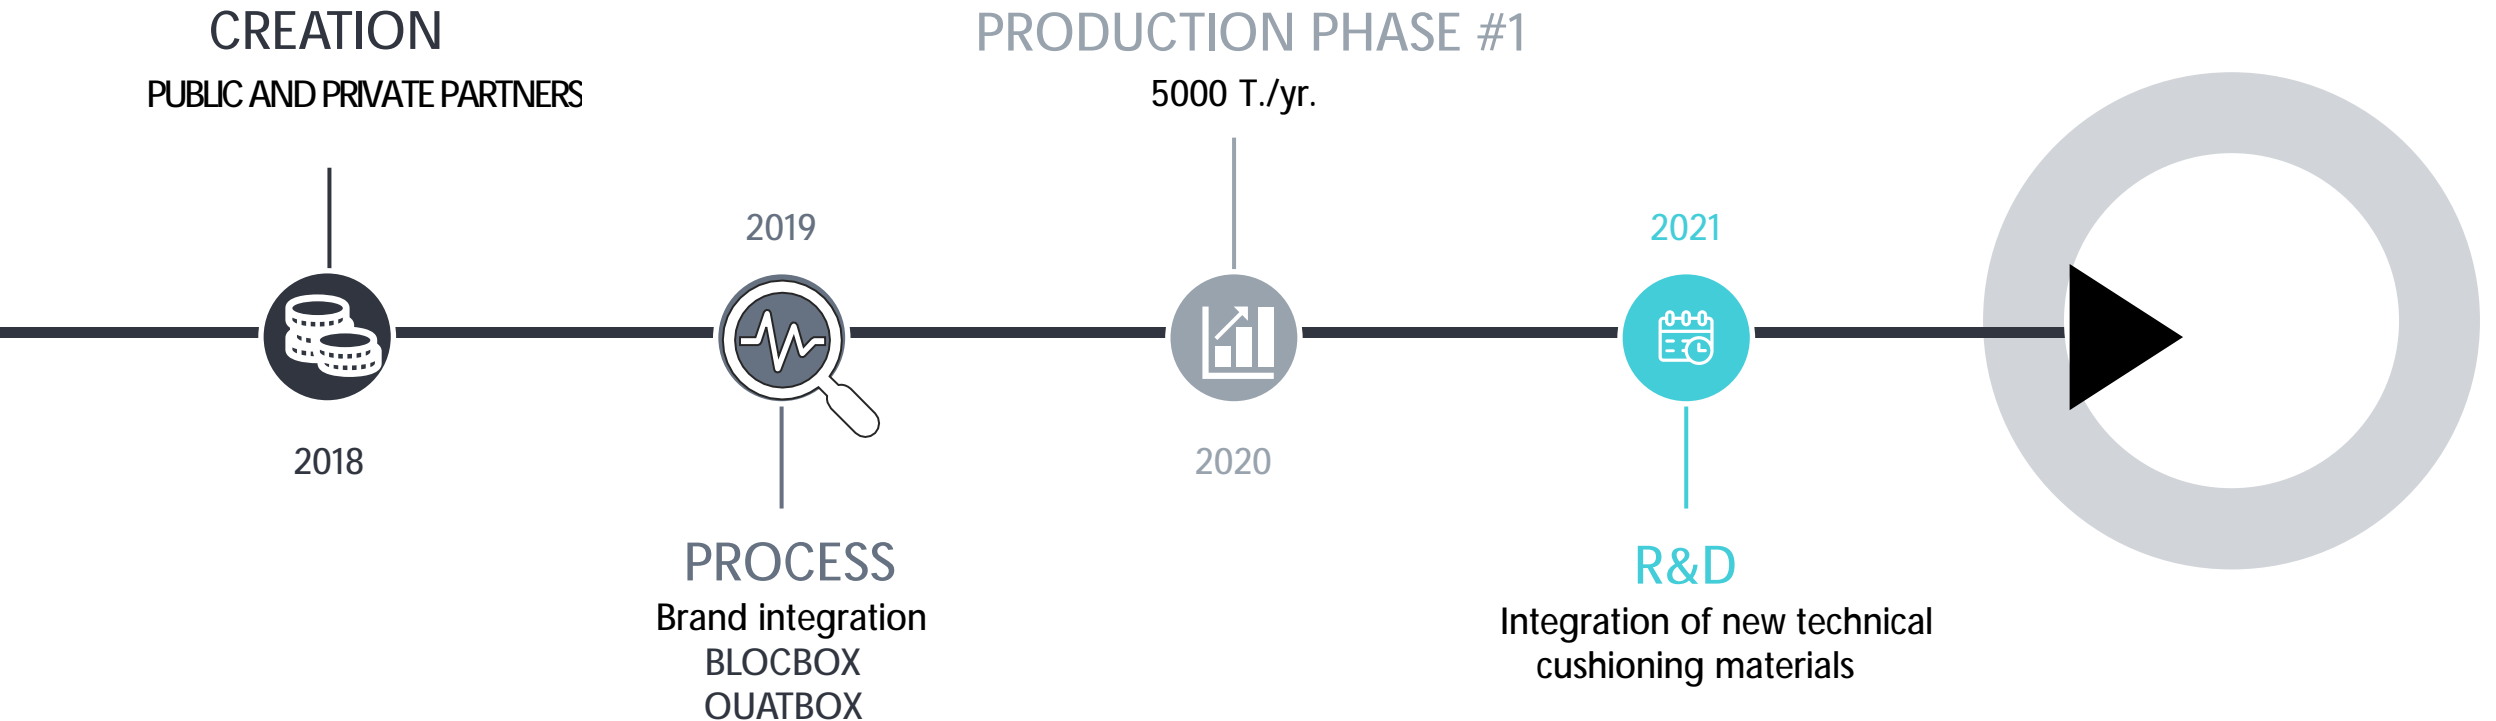 CREATION
PUBLIC AND PRIVATE PARTNERS
2018
2019
PROCESS
Brand integration
BLOCBOX
OUATBOX
PRODUCTION PHASE #1
5000 T./yr.
2020
2021
R&D
Integration of new technical
cushioning materials